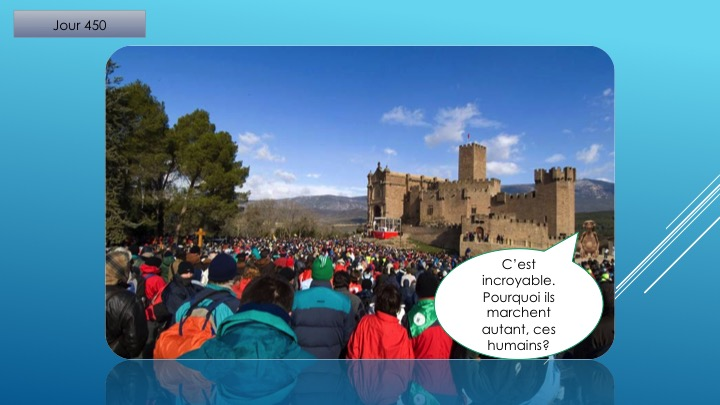 Jour 450
C'est
incroyable.
Pourquoi ils
marchent
autant, ces
humains?